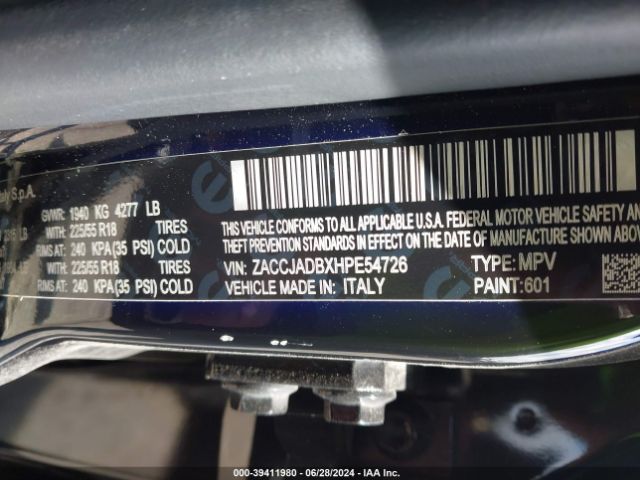 taly S.p.A.
GVWR: 1940 KG 4277 LB
WITH: 225/55 R18 TIRES
RIMS AT: 240 KPA(35 PSI) COLD
WITH: 225/55 R18 TIRES
RIMS AT: 240 KPA(35 PSI) COLD
THIS VEHICLE CONFORMS TO ALL APPLICABLE U.S.A. FEDERAL MOTOR VEHICLE SAFETY AN
THEFT PREVENTION STANDARDS IN EFFECT ON THE DATE OF MANUFACTURE SHOWN A
VIN: ZACCJADBXHPE54726 TYPE: MPV
VEHICLE MADE IN: ITALY PAINT: 601
000-39411980 - 06/28/2024 - IAA Inc.